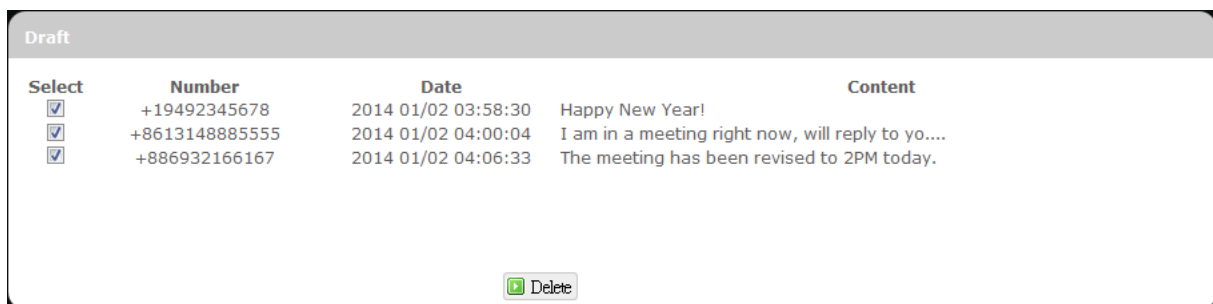 Draft
Select Number Date Content
+19492345678 2014 01/02 03:58:30 Happy New Year!
+8613148885555 2014 01/02 04:00:04 I am in a meeting right now, will reply to yo....
+886932166167 2014 01/02 04:06:33 The meeting has been revised to 2PM today.
Delete